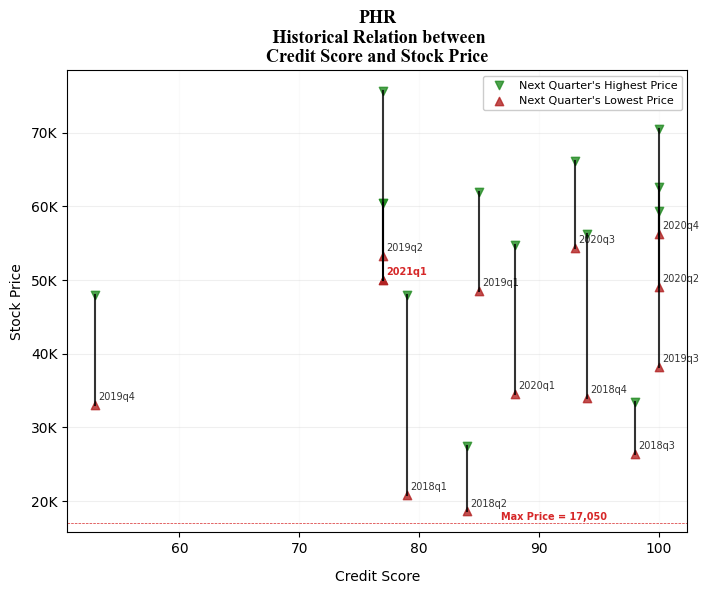 PHR
Historical Relation between
Credit Score and Stock Price
Next Quarter's Highest Price
Next Quarter's Lowest Price
70K
60K
50K
40K
30K
20K
Stock Price
2020q4
2019q2
2020q3
2021q1
2019q1
2020q2
2019q3
2019q4
2020q1
2018q4
2018q3
2018q1
2018q2
Max Price = 17,050
60
70
80
90
100
Credit Score